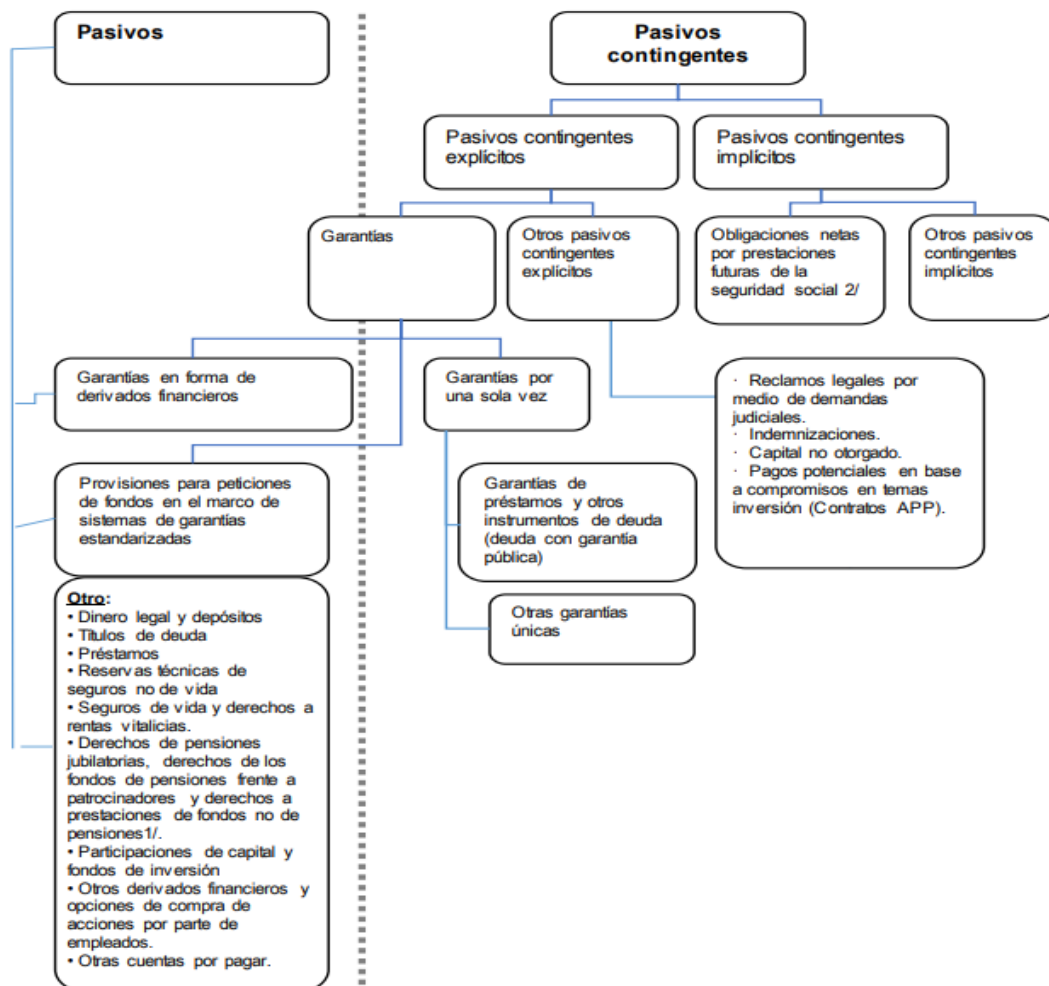 Pasivos
Pasivos
contingentes
Pasivos contingentes
explícitos
Pasivos contingentes
implícitos
Garantías
Otros pasivos
contingentes
explícitos
Obligaciones netas
por prestaciones
futuras de la
seguridad social 2/
Otros pasivos
contingentes
implícitos
Garantías en forma de
derivados financieros
Garantías por
una sola vez
· Reclamos legales por
medio de demandas
judiciales.
· Indemnizaciones.
· Capital no otorgado.
· Pagos potenciales en base
a compromisos en temas
inversión (Contratos APP).
Provisiones para peticiones
de fondos en el marco de
sistemas de garantías
estandarizadas
Garantías de
préstamos y otros
instrumentos de deuda
(deuda con garantía
pública)
Otras garantías
únicas
Otro:
• Dinero legal y depósitos
• Títulos de deuda
• Préstamos
• Reservas técnicas de
seguros no de vida
• Seguros de vida y derechos a
rentas vitalicias.
• Derechos de pensiones
jubilatorias, derechos de los
fondos de pensiones frente a
patrocinadores y derechos a
prestaciones de fondos no de
pensiones1/.
• Participaciones de capital y
fondos de inversión
• Otros derivados financieros y
opciones de compra de
acciones por parte de
empleados.
• Otras cuentas por pagar.